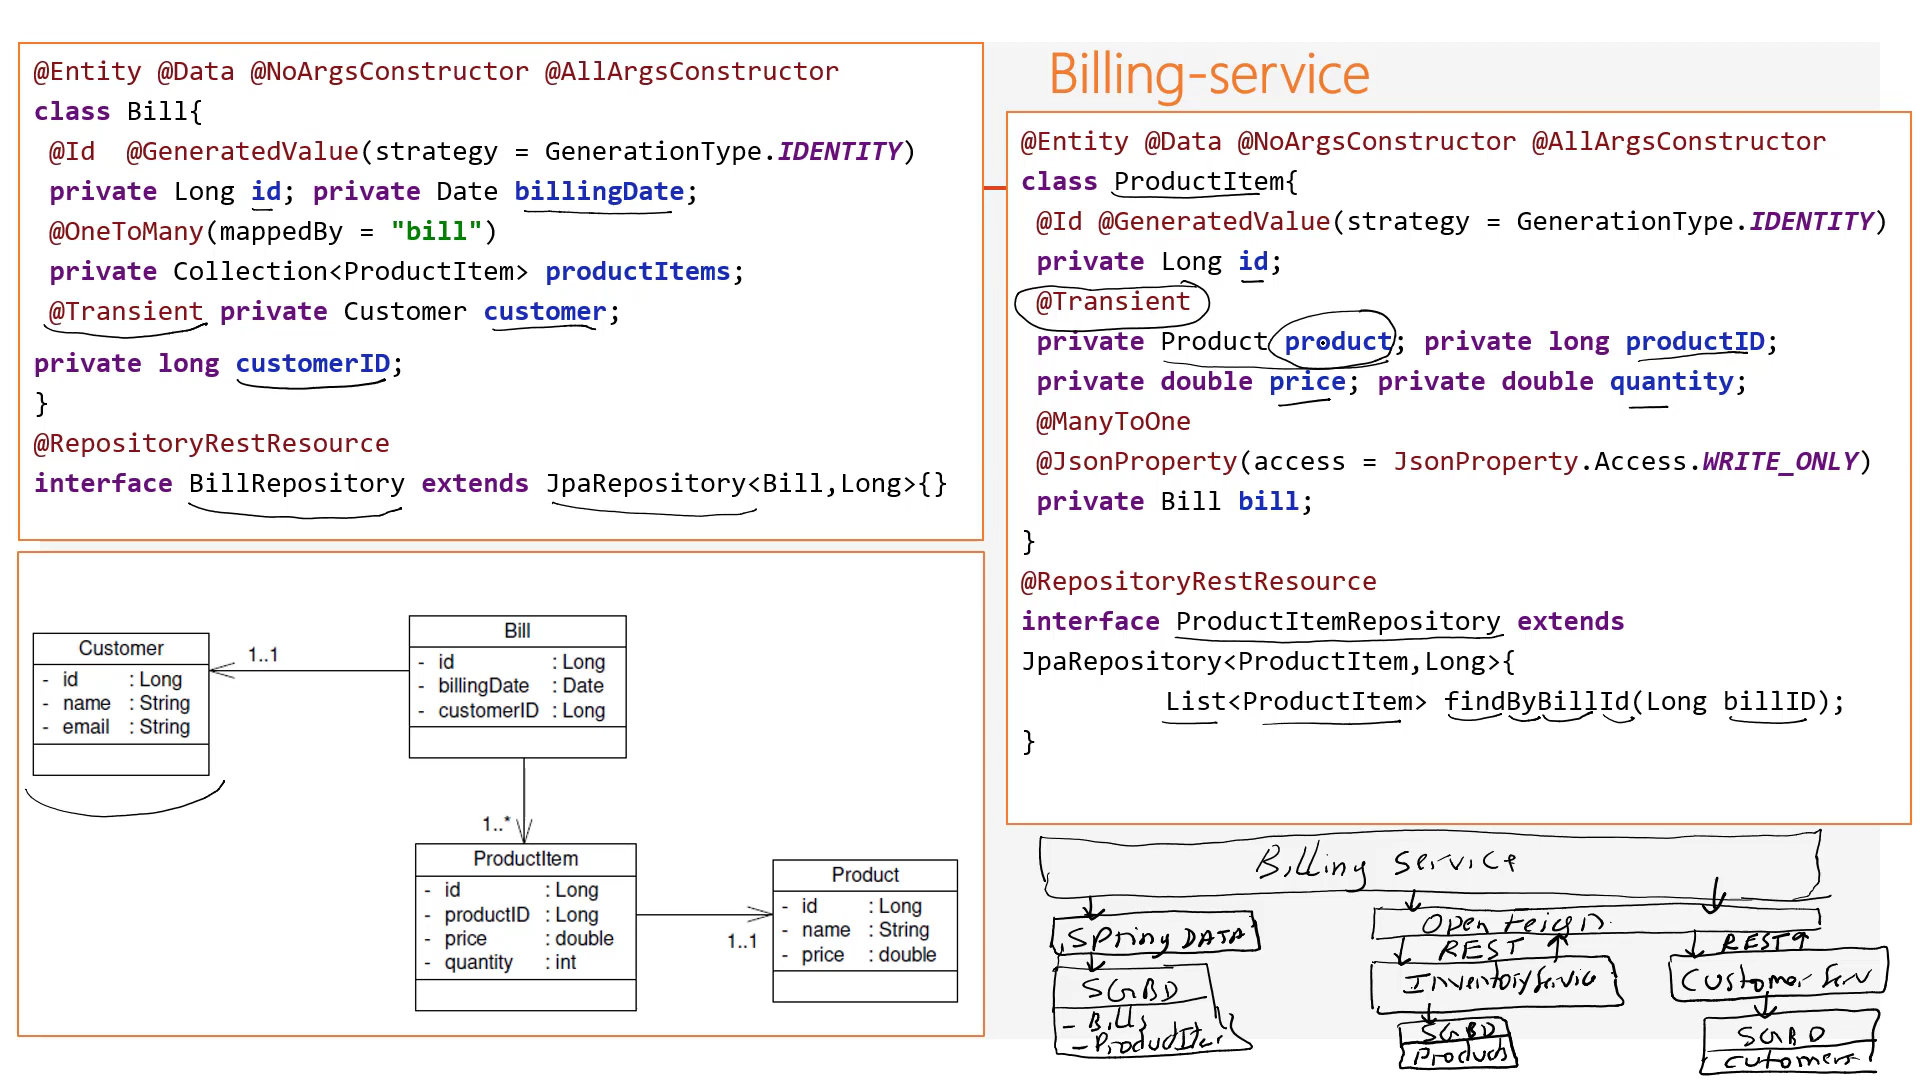 Billing-service
@Entity @Data @NoArgsConstructor @AllArgsConstructor
class Bill{
@Id  @GeneratedValue(strategy = GenerationType.IDENTITY)
private Long id; private Date billingDate;
@OneToMany(mappedBy = "bill")
private Collection<ProductItem> productItems;
@Transient private Customer customer;
private long customerID;
}
@RepositoryRestResource
interface BillRepository extends JpaRepository<Bill,Long>{}
@Entity @Data @NoArgsConstructor @AllArgsConstructor
class ProductItem{
@Id @GeneratedValue(strategy = GenerationType.IDENTITY)
private Long id;
@Transient
private Product product; private long productID;
private double price; private double quantity;
@ManyToOne
@JsonProperty(access = JsonProperty.Access.WRITE_ONLY)
private Bill bill;
}
@RepositoryRestResource
interface ProductItemRepository extends
JpaRepository<ProductItem,Long>{
List<ProductItem> findByBillId(Long billID);
}
Customer
- id : Long
- name : String
- email : String
1..1
Bill
- id : Long
- billingDate : Date
- customerID : Long
1..*
ProductItem
- id : Long
- productID : Long
- price : double
- quantity : int
1..1
Product
- id : Long
- name : String
- price : double
Billing Service
Spring DATA
SGBD
- Bills
- ProductIter
Open Feign
REST
REST
InventoryService
SGBD
Products
Customer Serv
SGBD
Cutomers